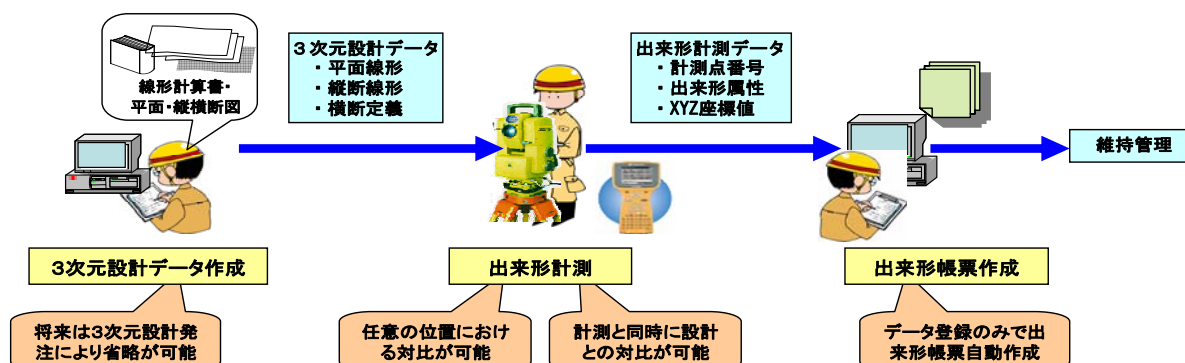 線形計算書・
平面・縦横断図
３次元設計データ
・ 平面線形
・ 縦断線形
・ 横断定義
出来形計測データ
・ 計測点番号
・ 出来形属性
・ XYZ座標値
維持管理
３次元設計データ作成
出来形計測
出来形帳票作成
将来は３次元設計発
注により省略が可能
任意の位置におけ
る対比が可能
計測と同時に設計
との対比が可能
データ登録のみで出
来形帳票自動作成